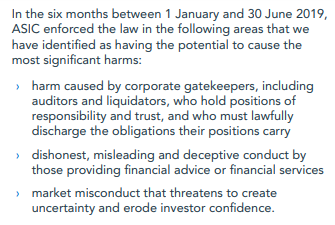 In the six months between 1 January and 30 June 2019,
ASIC enforced the law in the following areas that we
have identified as having the potential to cause the
most significant harms:
› harm caused by corporate gatekeepers, including
auditors and liquidators, who hold positions of
responsibility and trust, and who must lawfully
discharge the obligations their positions carry
› dishonest, misleading and deceptive conduct by
those providing financial advice or financial services
› market misconduct that threatens to create
uncertainty and erode investor confidence.